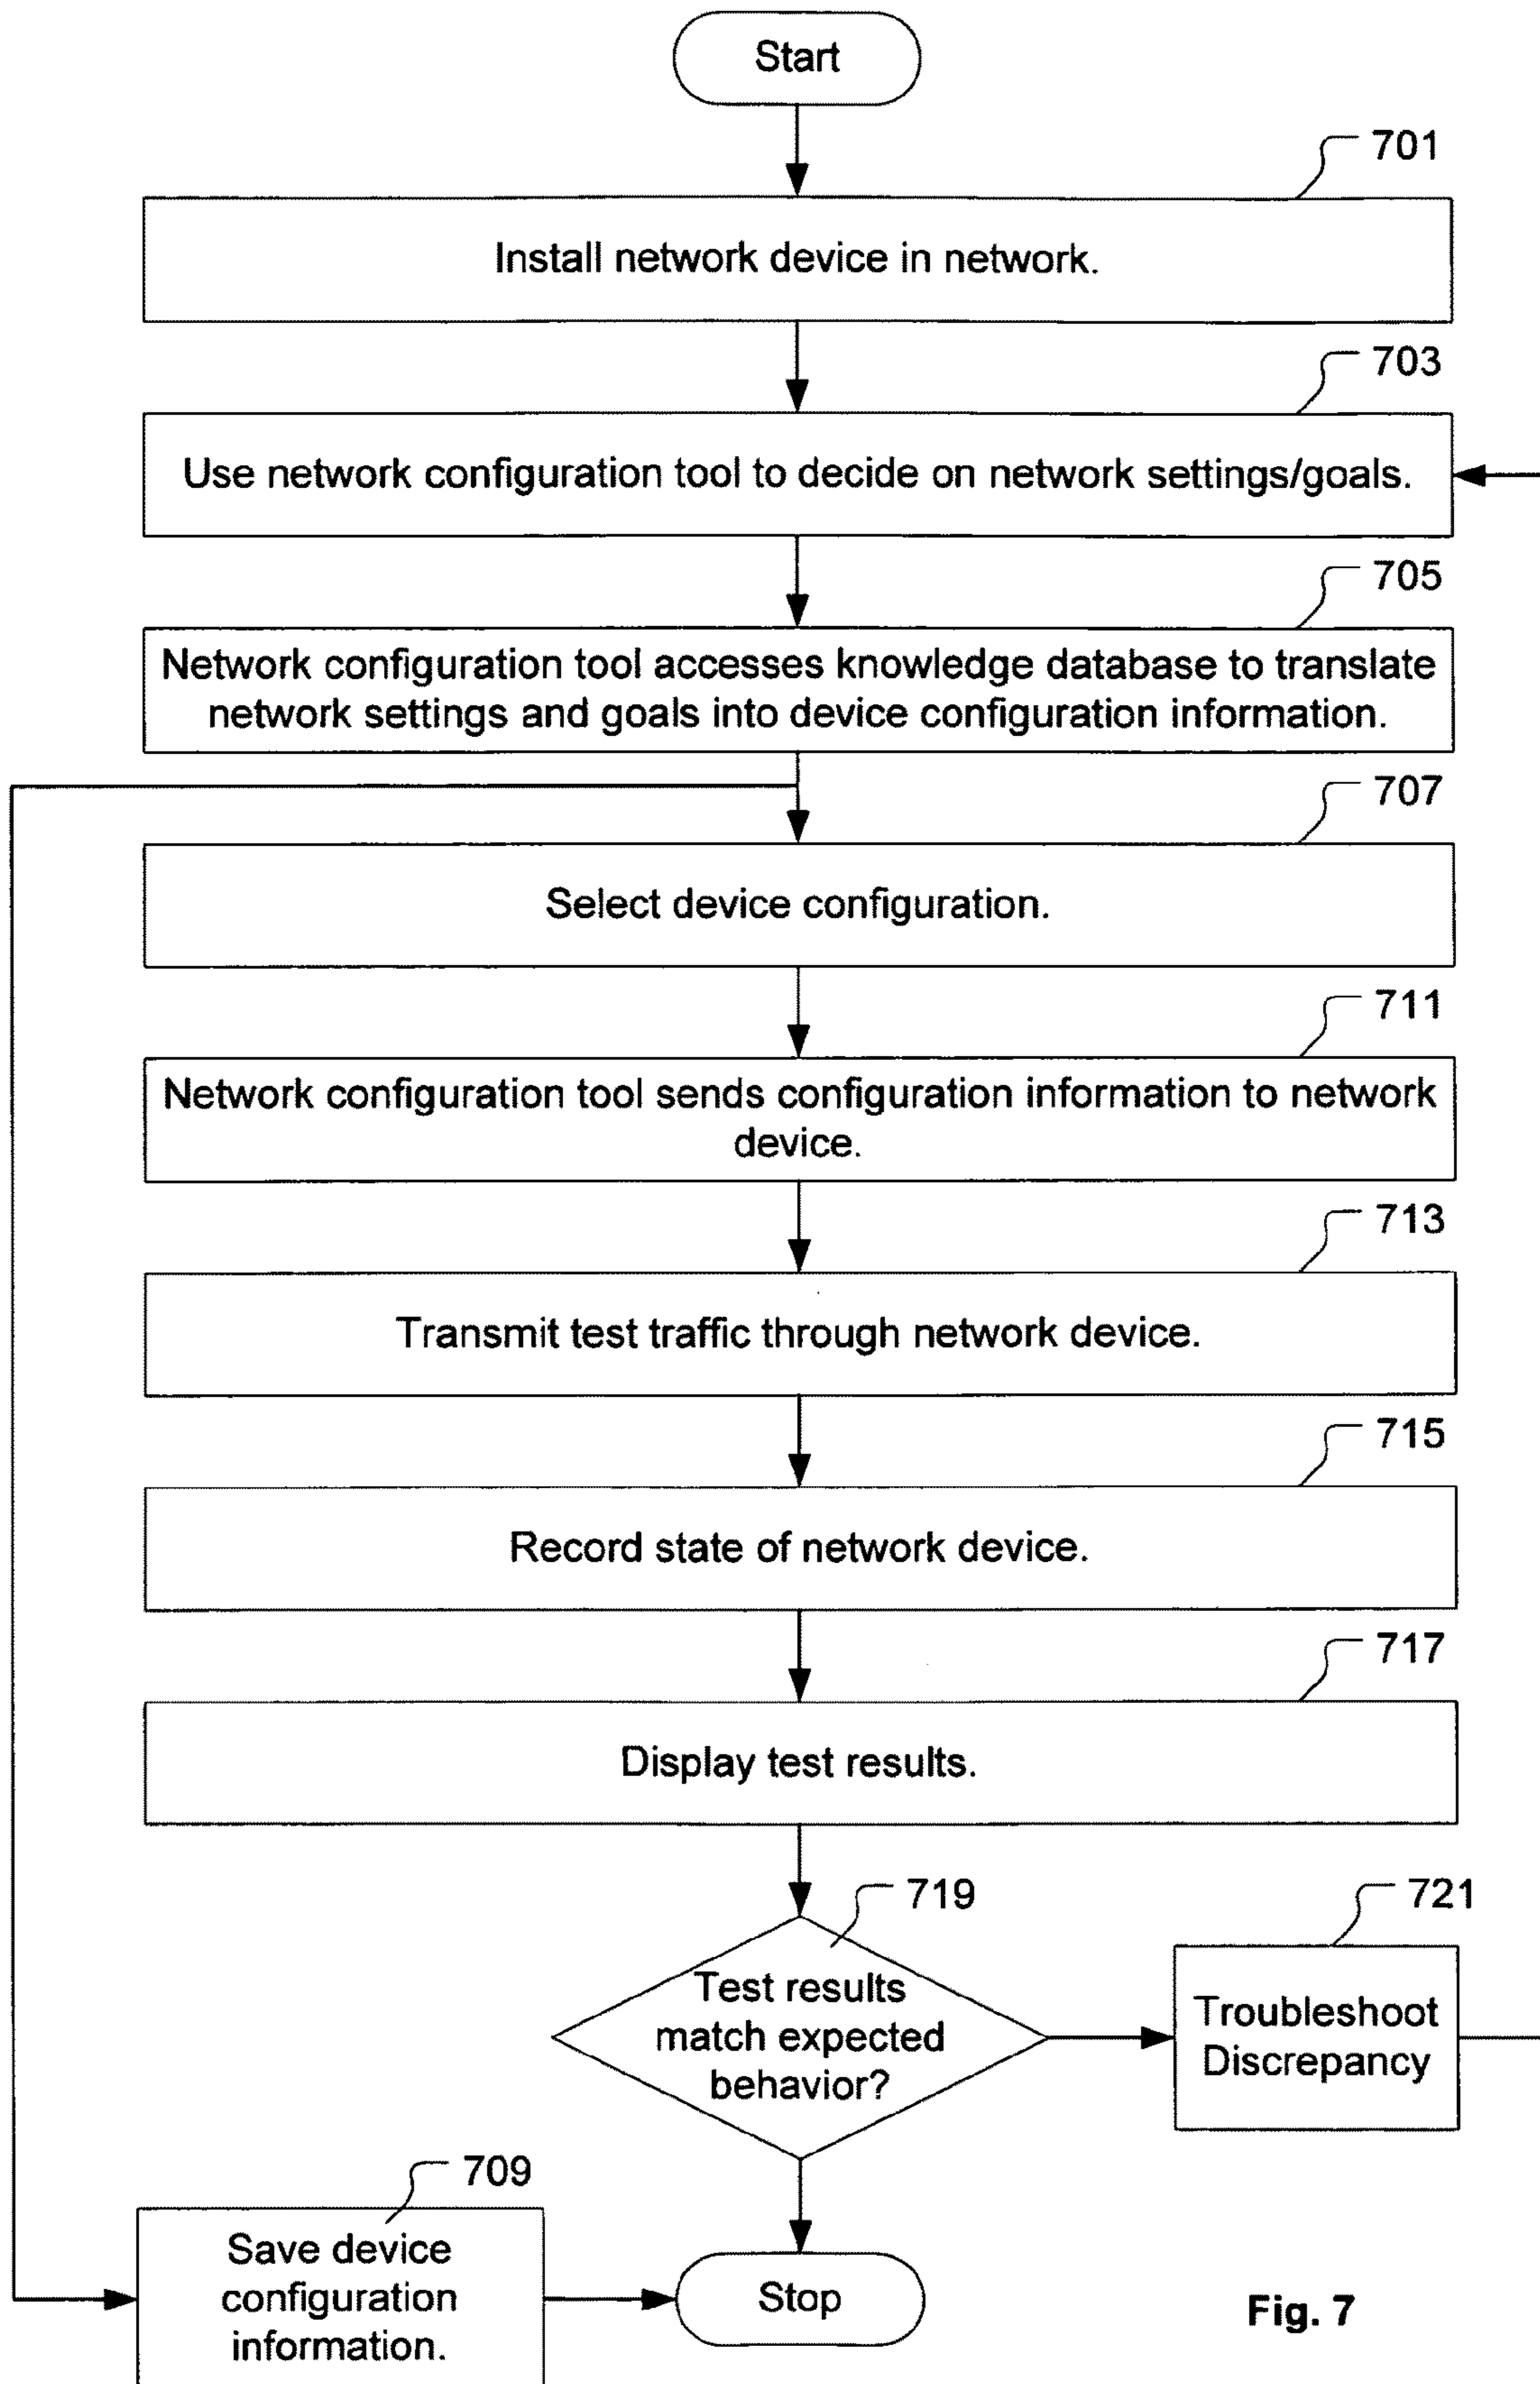 Start
701
Install network device in network.
703
Use network configuration tool to decide on network settings/goals.
705
Network configuration tool accesses knowledge database to translate
network settings and goals into device configuration information.
707
Select device configuration.
711
Network configuration tool sends configuration information to network
device.
713
Transmit test traffic through network device.
715
Record state of network device.
717
Display test results.
719
Test results
match expected
behavior?
721
Troubleshoot
Discrepancy
709
Save device
configuration
information.
Stop
Fig. 7